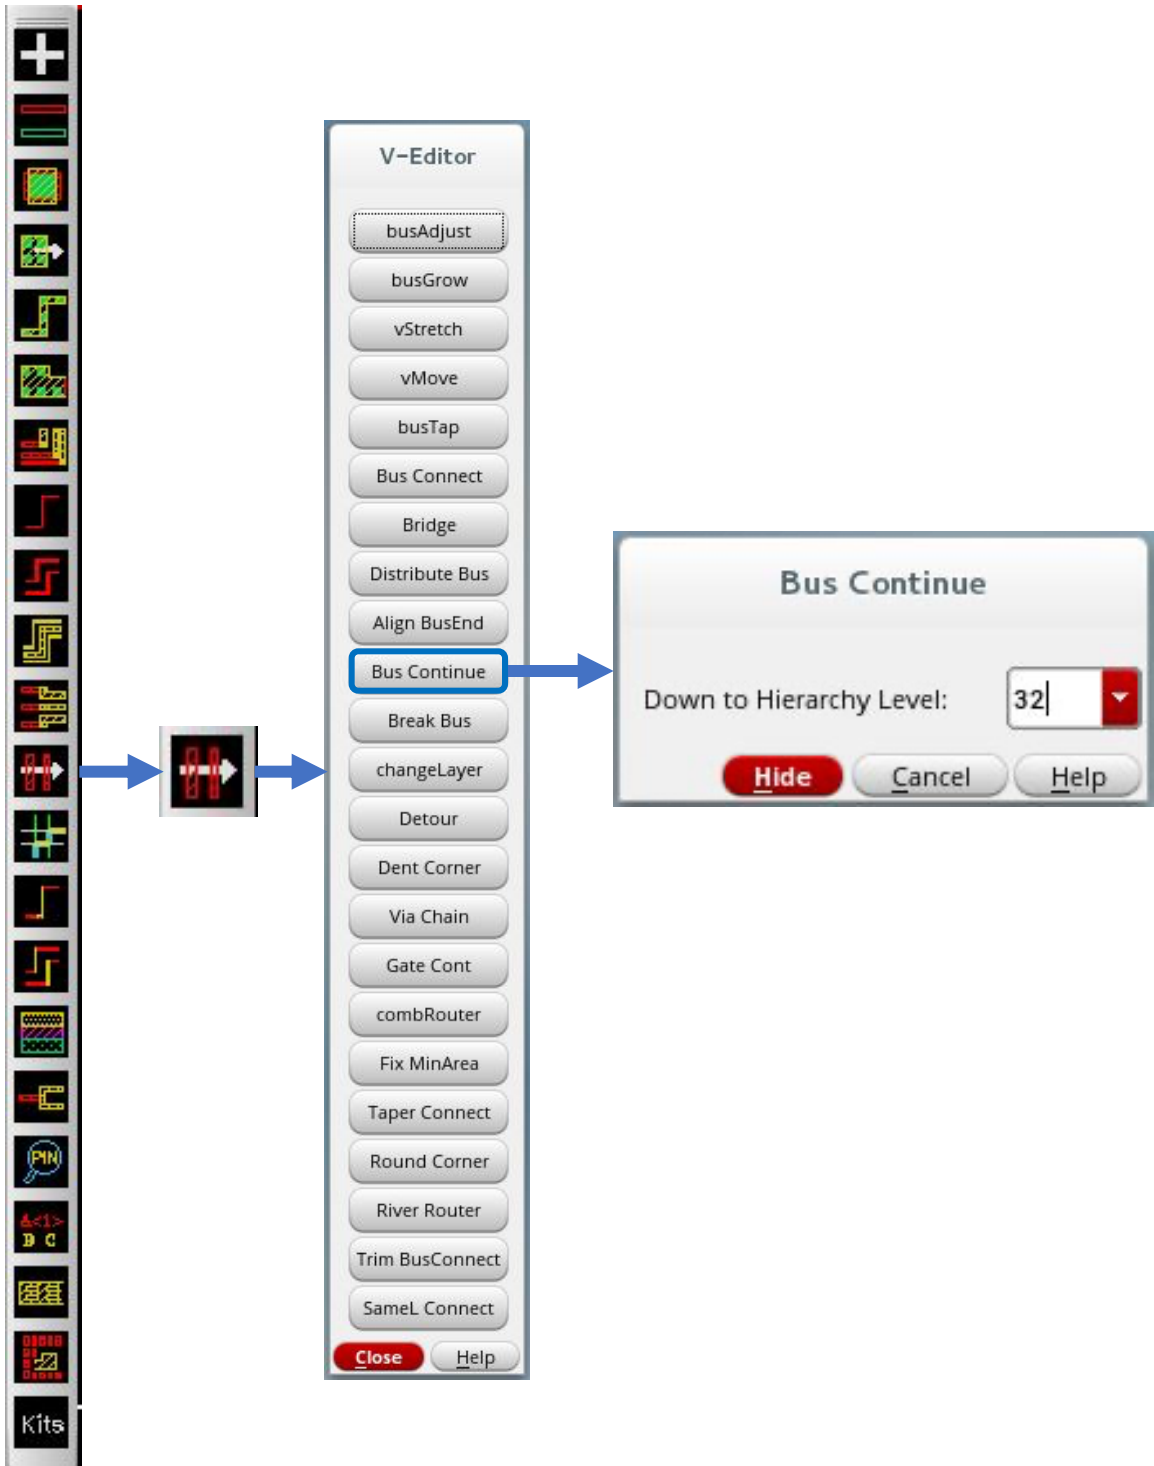 PIN
A<1>
B C
Kits
V-Editor
busAdjust
busGrow
vStretch
vMove
busTap
Bus Connect
Bridge
Distribute Bus
Align BusEnd
Bus Continue
Break Bus
changeLayer
Detour
Dent Corner
Via Chain
Gate Cont
combRouter
Fix MinArea
Taper Connect
Round Corner
River Router
Trim BusConnect
SameL Connect
Close Help
Bus Continue
Down to Hierarchy Level: 32
Hide Cancel Help